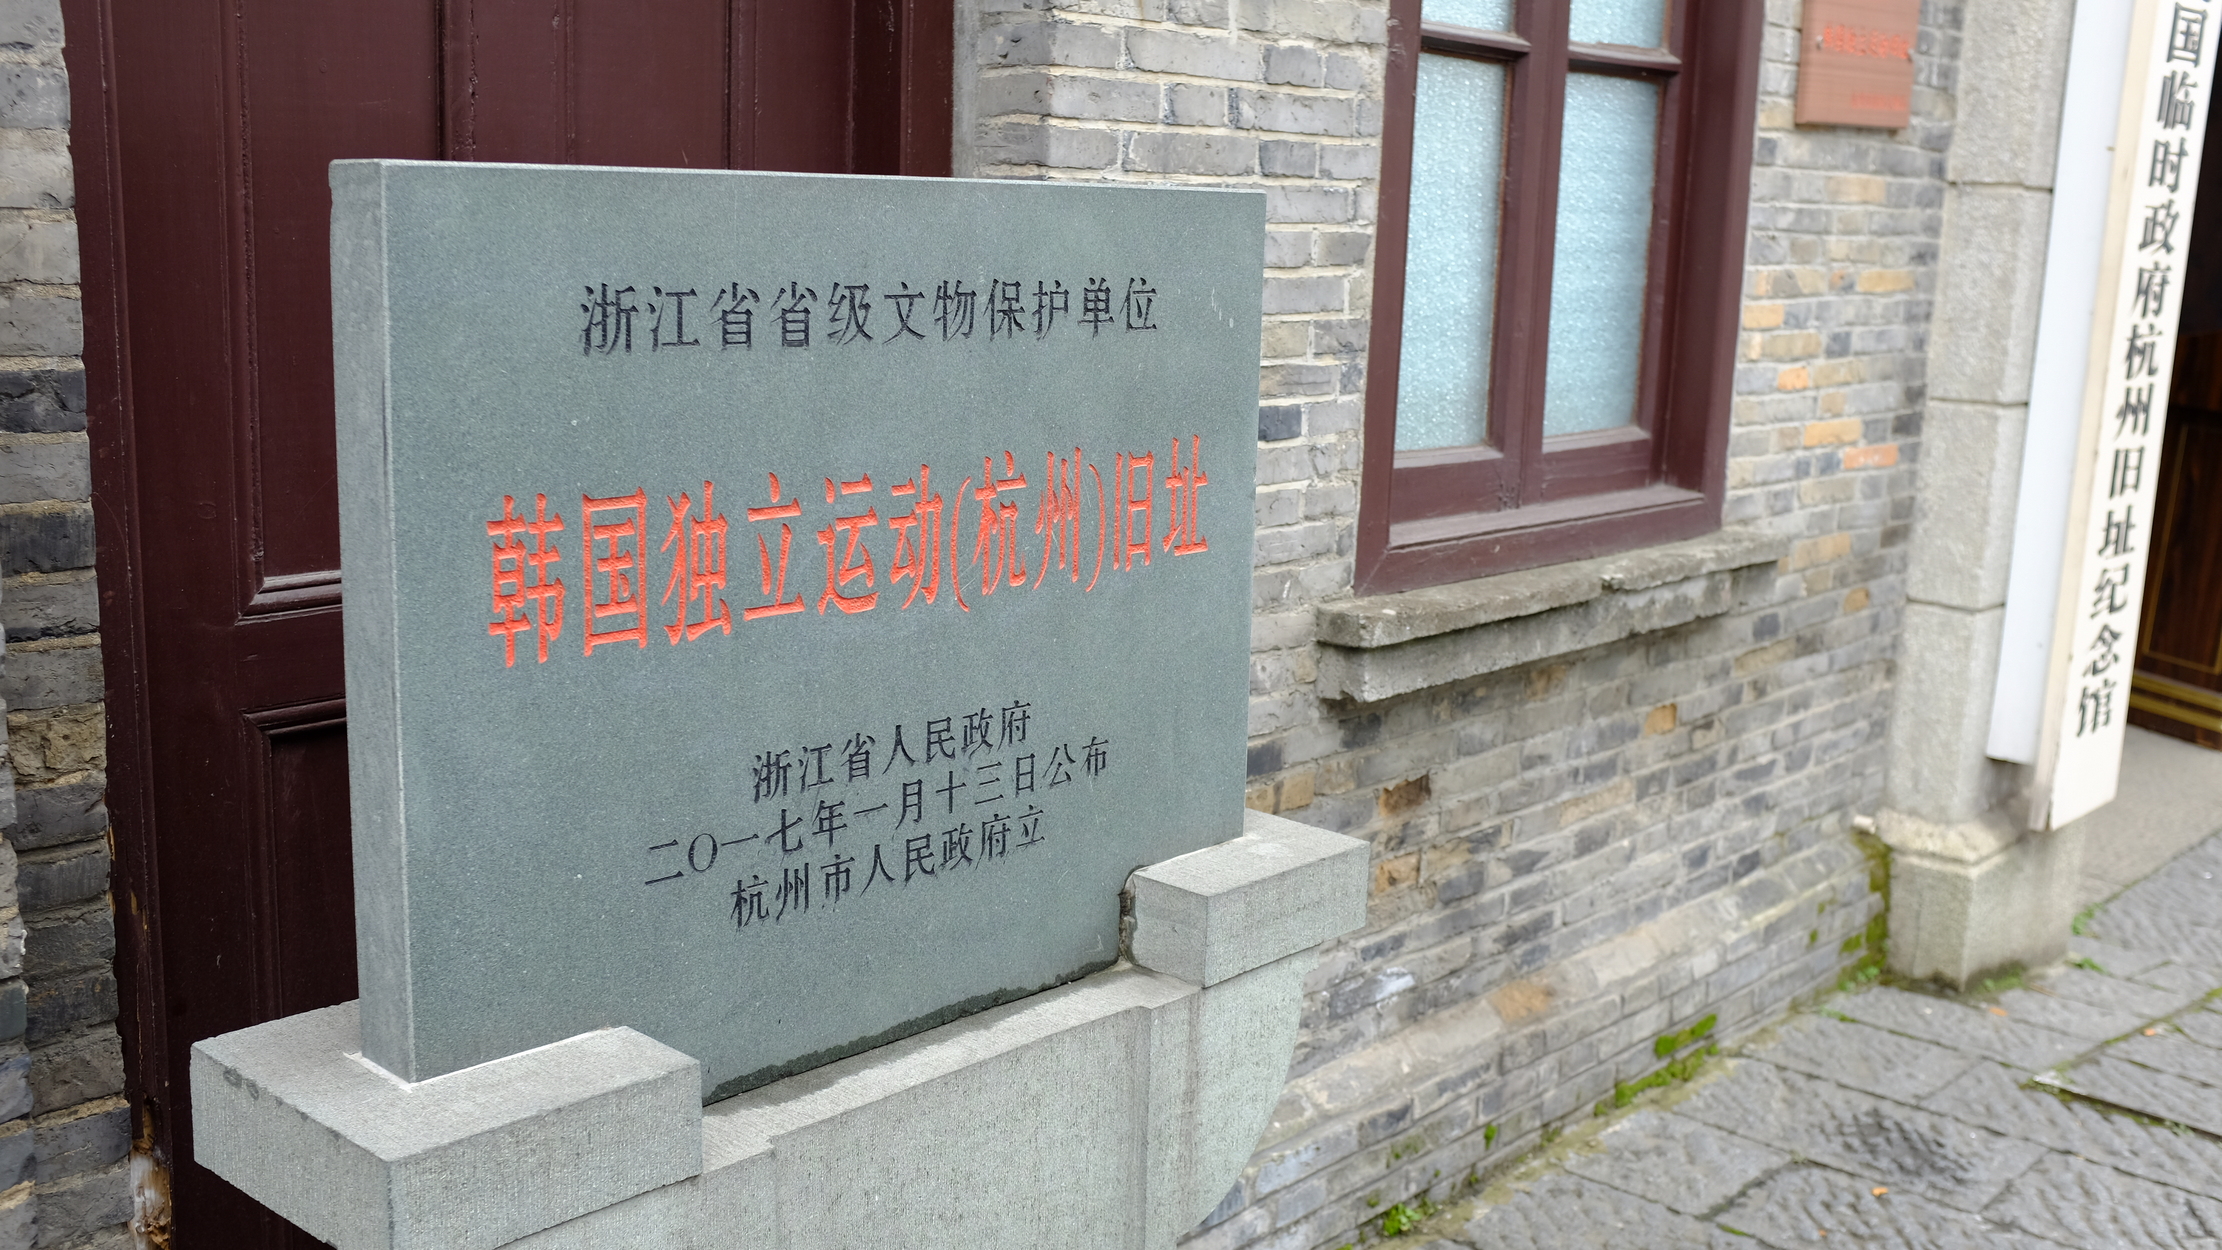 浙江省省级文物保护单位
韩国独立运动(杭州)旧址
浙江省人民政府
二〇一七年一月十三日公布
杭州市人民政府立
国临时政府杭州旧址纪念馆